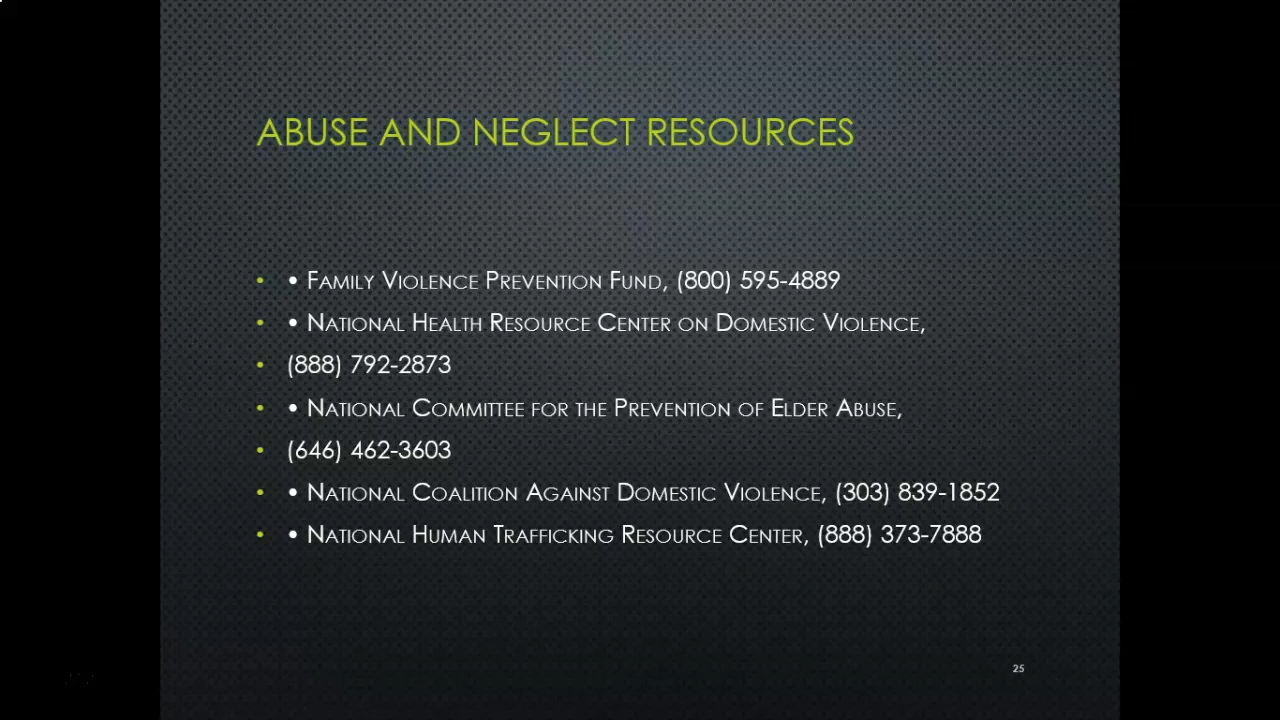 ABUSE AND NEGLECT RESOURCES
• • FAMILY VIOLENCE PREVENTION FUND, (800) 595-4889
• • NATIONAL HEALTH RESOURCE CENTER ON DOMESTIC VIOLENCE,
• (888) 792-2873
• • NATIONAL COMMITTEE FOR THE PREVENTION OF ELDER ABUSE,
• (646) 462-3603
• • NATIONAL COALITION AGAINST DOMESTIC VIOLENCE, (303) 839-1852
• • NATIONAL HUMAN TRAFFICKING RESOURCE CENTER, (888) 373-7888
25